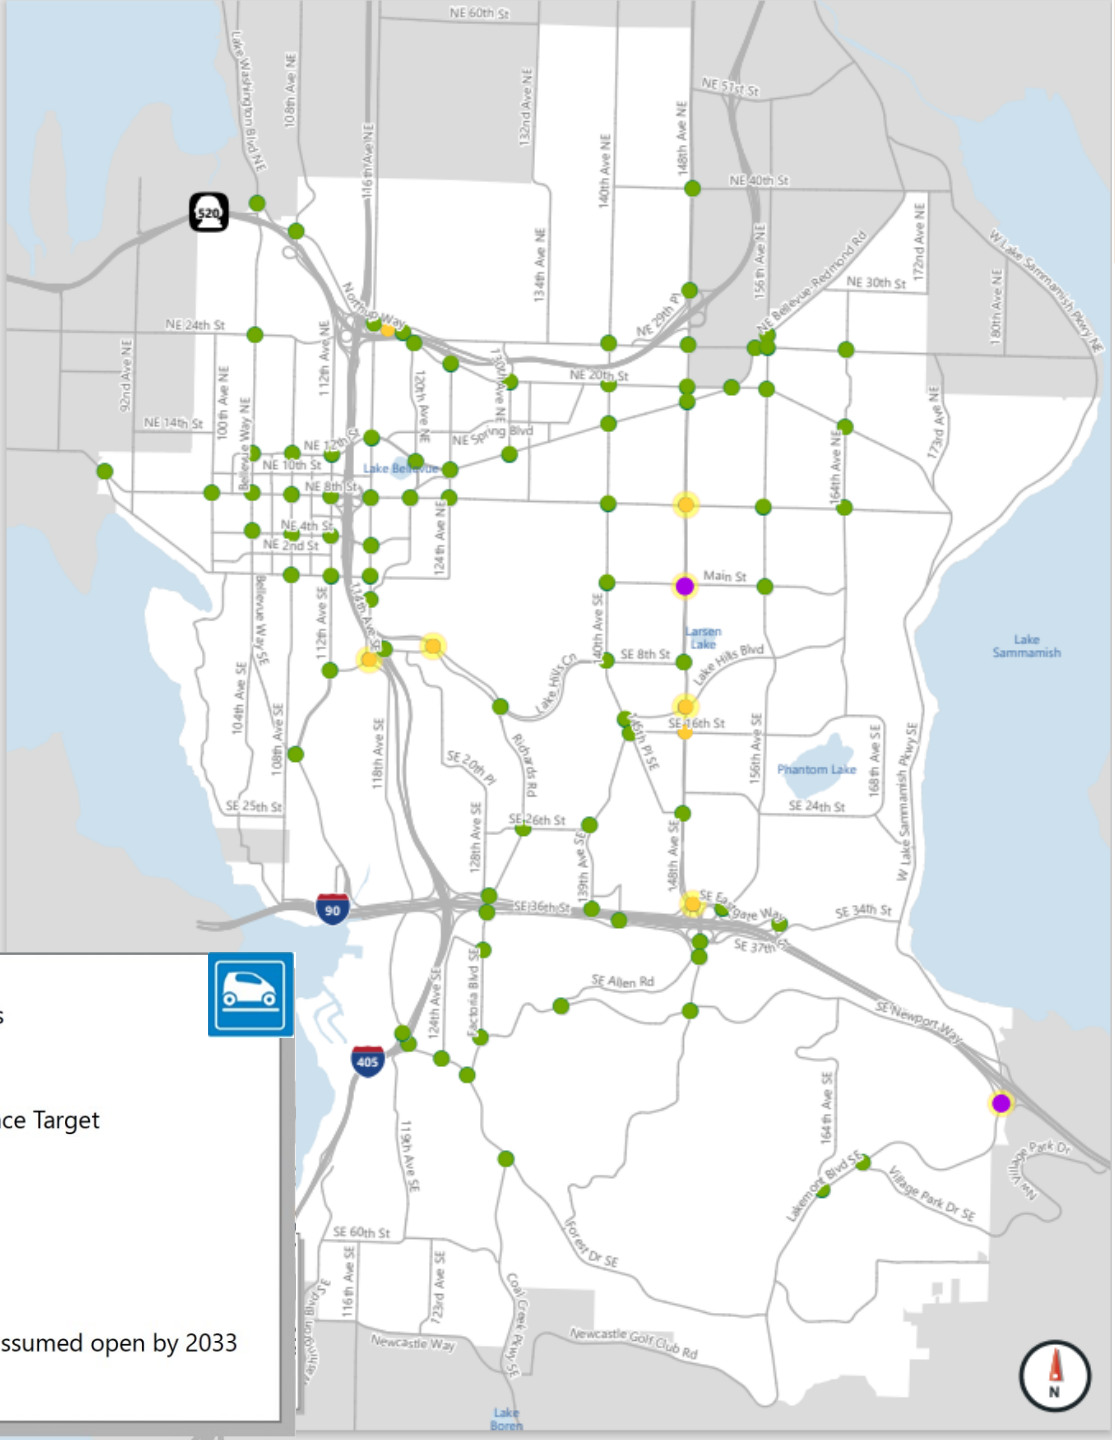 NE 60th St
Lake Washington Blvd NE
108th Ave NE
116th Ave NE
132nd Ave NE
140th Ave NE
148th Ave NE
NE 51st St
NE 40th St
520
134th Ave NE
156th Ave NE
NE Bellevue Redmond Rd
172nd Ave NE
W Lake Sammamish Pkwy NE
180th Ave NE
NE 30th St
NE 29th Pl
Northup Way
NE 24th St
112th Ave NE
92nd Ave NE
100th Ave NE
120th Ave NE
130th Ave NE
NE 20th St
173rd Ave NE
NE 14th St
Bellevue Way NE
NE 12th St
NE Spring Blvd
NE 10th St
Lake Bellevue
164th Ave NE
NE 8th St
NE 4th St
124th Ave NE
NE 2nd St
Main St
Bellevue Way SE
112th Ave SE
114th Ave SE
140th Ave SE
Larsen
Lake
Lake
Sammamish
SE 8th St
Lake Hills Blvd
Lake Hills Cn
104th Ave SE
108th Ave SE
118th Ave SE
SE 16th St
145th Pl SE
156th Ave SE
168th Ave SE
Phantom Lake
W Lake Sammamish Pkwy SE
Richards Rd
SE 20th Pl
SE 25th St
SE 24th St
SE 26th St
128th Ave SE
139th Ave SE
148th Ave SE
90
SE 36th St
SE Eastgate Way
SE 34th St
SE 37th St
124th Ave SE
Factoria Blvd SE
SE Allen Rd
SE Newport Way
s
405
164th Ave SE
ce Target
119th Ave SE
Lakemont Blvd SE
Village Park Dr SE
NW Village Park Dr
SE 60th St
Forest Dr SE
116th Ave SE
123rd Ave SE
Coal Creek Pkwy SE
ssumed open by 2033
Newcastle Way
Newcastle Golf Club Rd
N
Lake
Boren